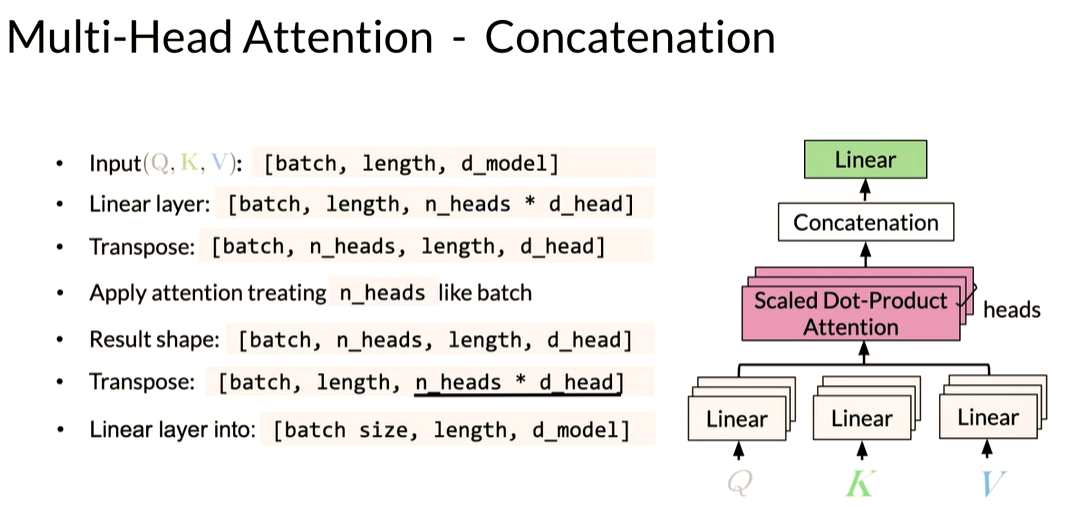 Multi-Head Attention - Concatenation
• Input(Q, K, V): [batch, length, d_model]
• Linear layer: [batch, length, n_heads * d_head]
• Transpose: [batch, n_heads, length, d_head]
• Apply attention treating n_heads like batch
• Result shape: [batch, n_heads, length, d_head]
• Transpose: [batch, length, n_heads * d_head]
• Linear layer into: [batch size, length, d_model]
Linear
Concatenation
Scaled Dot-Product
Attention
heads
Linear Linear Linear
Q K V